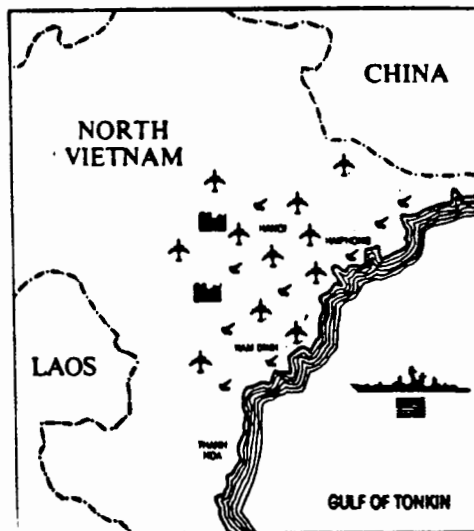 CHINA
NORTH
VIETNAM
HANOI
HAIPHONG
NAM DINH
LAOS
THANH
HOA
GULF OF TONKIN